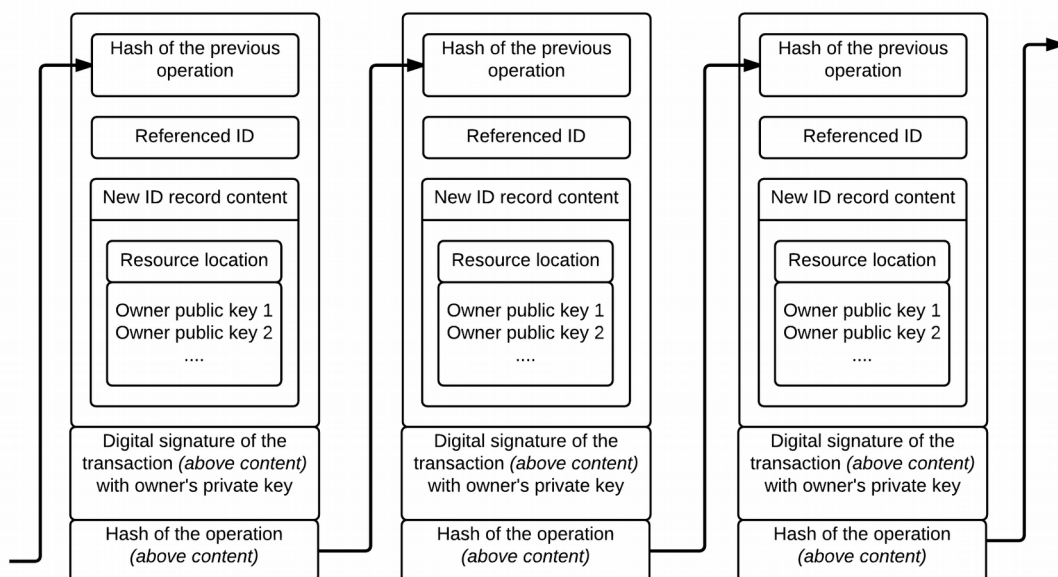 Hash of the previous
operation
Referenced ID
New ID record content
Resource location
Owner public key 1
Owner public key 2
....
Digital signature of the
transaction (above content)
with owner's private key
Hash of the operation
(above content)
Hash of the previous
operation
Referenced ID
New ID record content
Resource location
Owner public key 1
Owner public key 2
....
Digital signature of the
transaction (above content)
with owner's private key
Hash of the operation
(above content)
Hash of the previous
operation
Referenced ID
New ID record content
Resource location
Owner public key 1
Owner public key 2
....
Digital signature of the
transaction (above content)
with owner's private key
Hash of the operation
(above content)